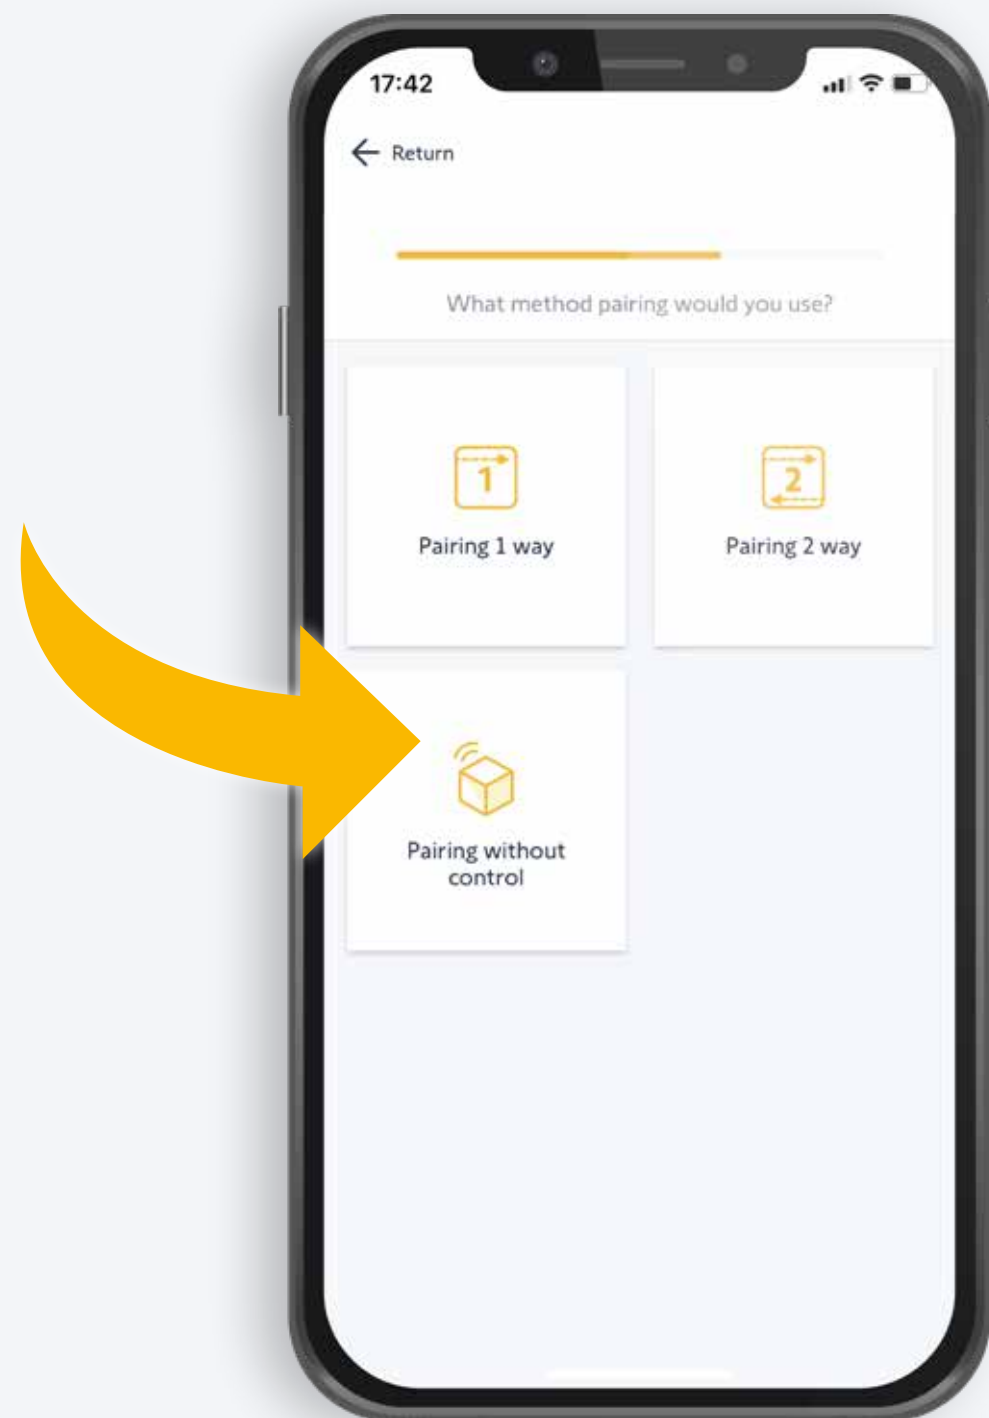 17:42
Return
What method pairing would you use?
1
2
Pairing 1 way
Pairing 2 way
Pairing without
control